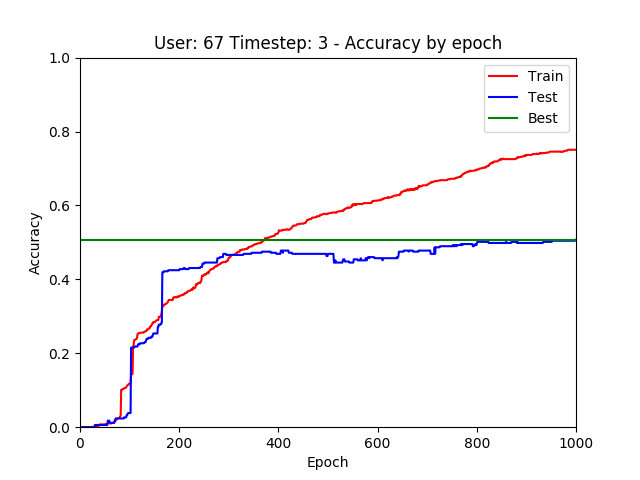 User: 67 Timestep: 3 - Accuracy by epoch
1.0
0.8
0.6
0.4
0.2
0.0
Accuracy
Train
Test
Best
0 200 400 600 800 1000
Epoch